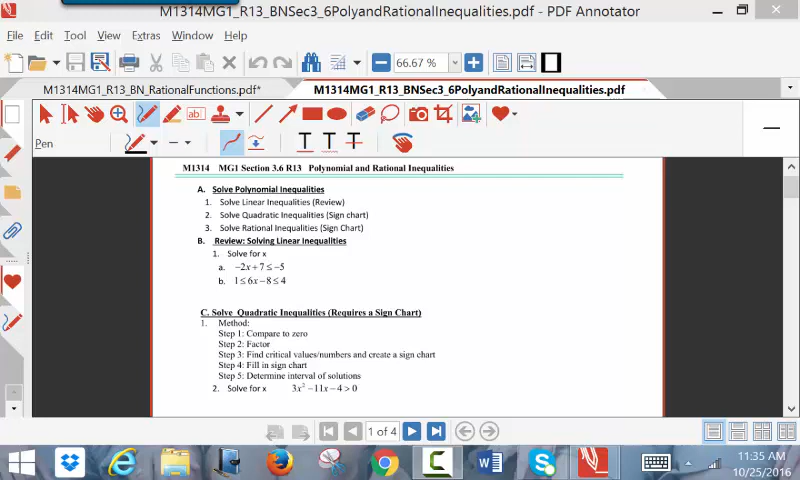 M1314MG1_R13_BNSec3_6PolyandRationalInequalities.pdf - PDF Annotator
File Edit Tool View Extras Window Help
66.67 %
M1314MG1_R13_BN_RationalFunctions.pdf* M1314MG1_R13_BNSec3_6PolyandRationalInequalities.pdf
ab
Pen
T T T
M1314 MG1 Section 3.6 R13 Polynomial and Rational Inequalities
A. Solve Polynomial Inequalities
1. Solve Linear Inequalities (Review)
2. Solve Quadratic Inequalities (Sign chart)
3. Solve Rational Inequalities (Sign Chart)
B. Review: Solving Linear Inequalities
1. Solve for x
a. −2x + 7 ≤ −5
b. 1 ≤ 6x − 8 ≤ 4
C. Solve Quadratic Inequalities (Requires a Sign Chart)
1. Method:
Step 1: Compare to zero
Step 2: Factor
Step 3: Find critical values/numbers and create a sign chart
Step 4: Fill in sign chart
Step 5: Determine interval of solutions
2. Solve for x 3x² − 11x − 4 > 0
1 of 4
11:35 AM
10/25/2016